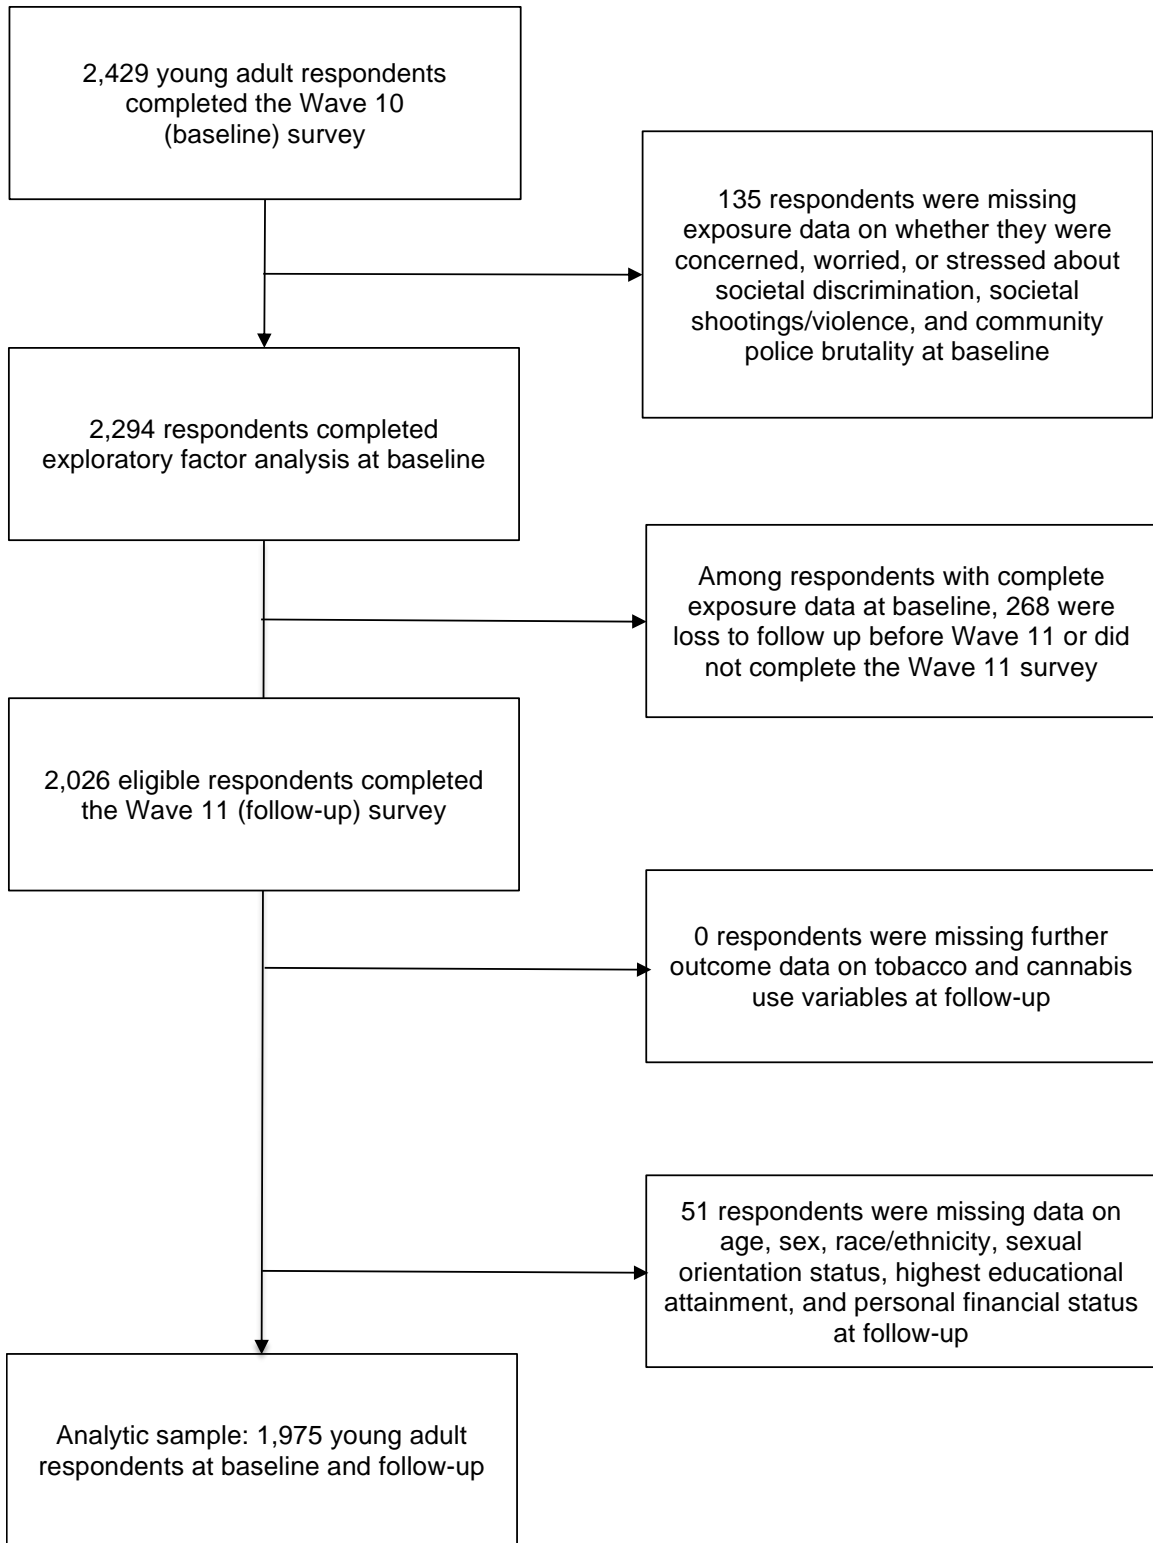 2,429 young adult respondents
completed the Wave 10
(baseline) survey
135 respondents were missing
exposure data on whether they were
concerned, worried, or stressed about
societal discrimination, societal
shootings/violence, and community
police brutality at baseline
2,294 respondents completed
exploratory factor analysis at baseline
Among respondents with complete
exposure data at baseline, 268 were
loss to follow up before Wave 11 or did
not complete the Wave 11 survey
2,026 eligible respondents completed
the Wave 11 (follow-up) survey
0 respondents were missing further
outcome data on tobacco and cannabis
use variables at follow-up
51 respondents were missing data on
age, sex, race/ethnicity, sexual
orientation status, highest educational
attainment, and personal financial status
at follow-up
Analytic sample: 1,975 young adult
respondents at baseline and follow-up